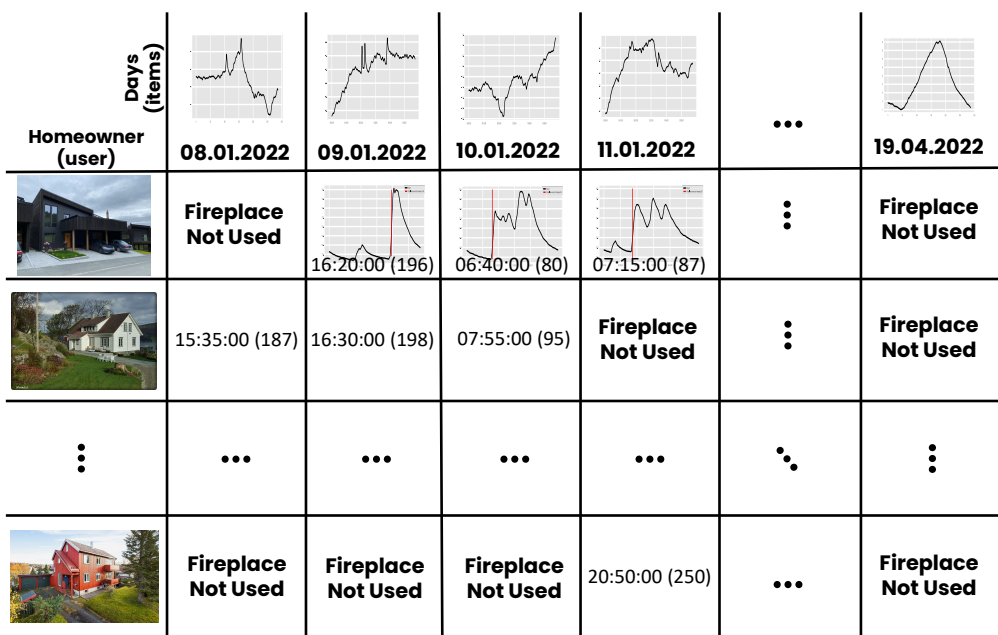 Days
(items)
Homeowner
(user)
08.01.2022
09.01.2022
10.01.2022
11.01.2022
19.04.2022
Fireplace
Not Used
16:20:00 (196)
06:40:00 (80)
07:15:00 (87)
Fireplace
Not Used
15:35:00 (187)
16:30:00 (198)
07:55:00 (95)
Fireplace
Not Used
Fireplace
Not Used
Fireplace
Not Used
Fireplace
Not Used
Fireplace
Not Used
20:50:00 (250)
Fireplace
Not Used